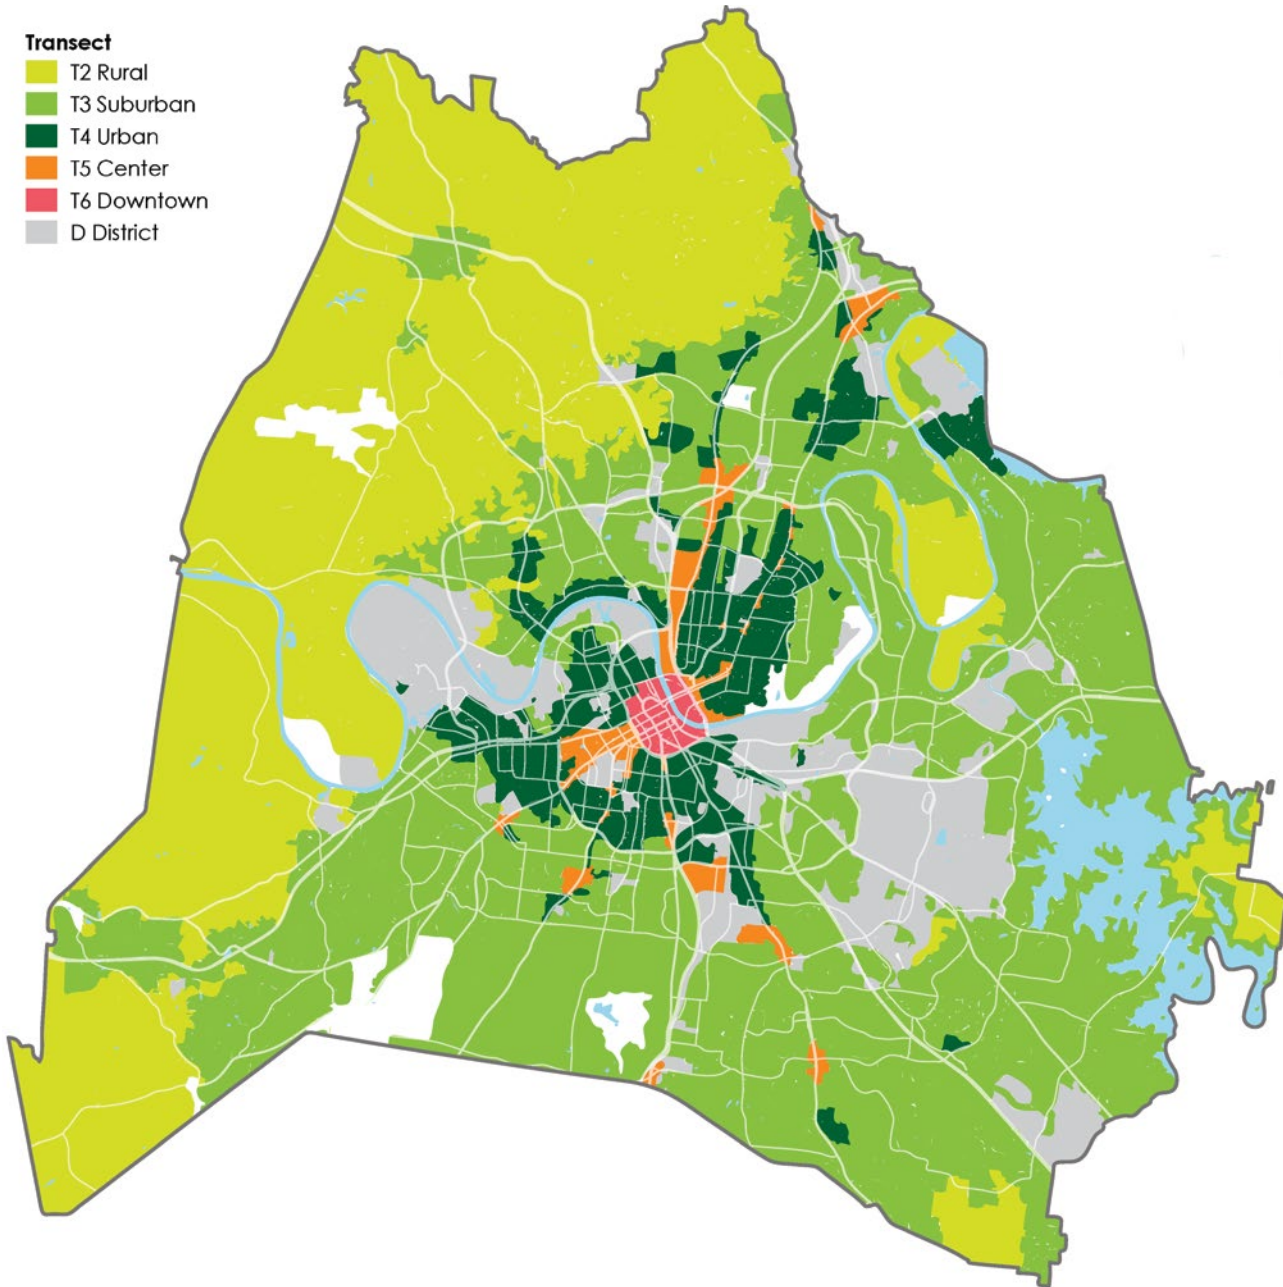 Transect
T2 Rural
T3 Suburban
T4 Urban
T5 Center
T6 Downtown
D District